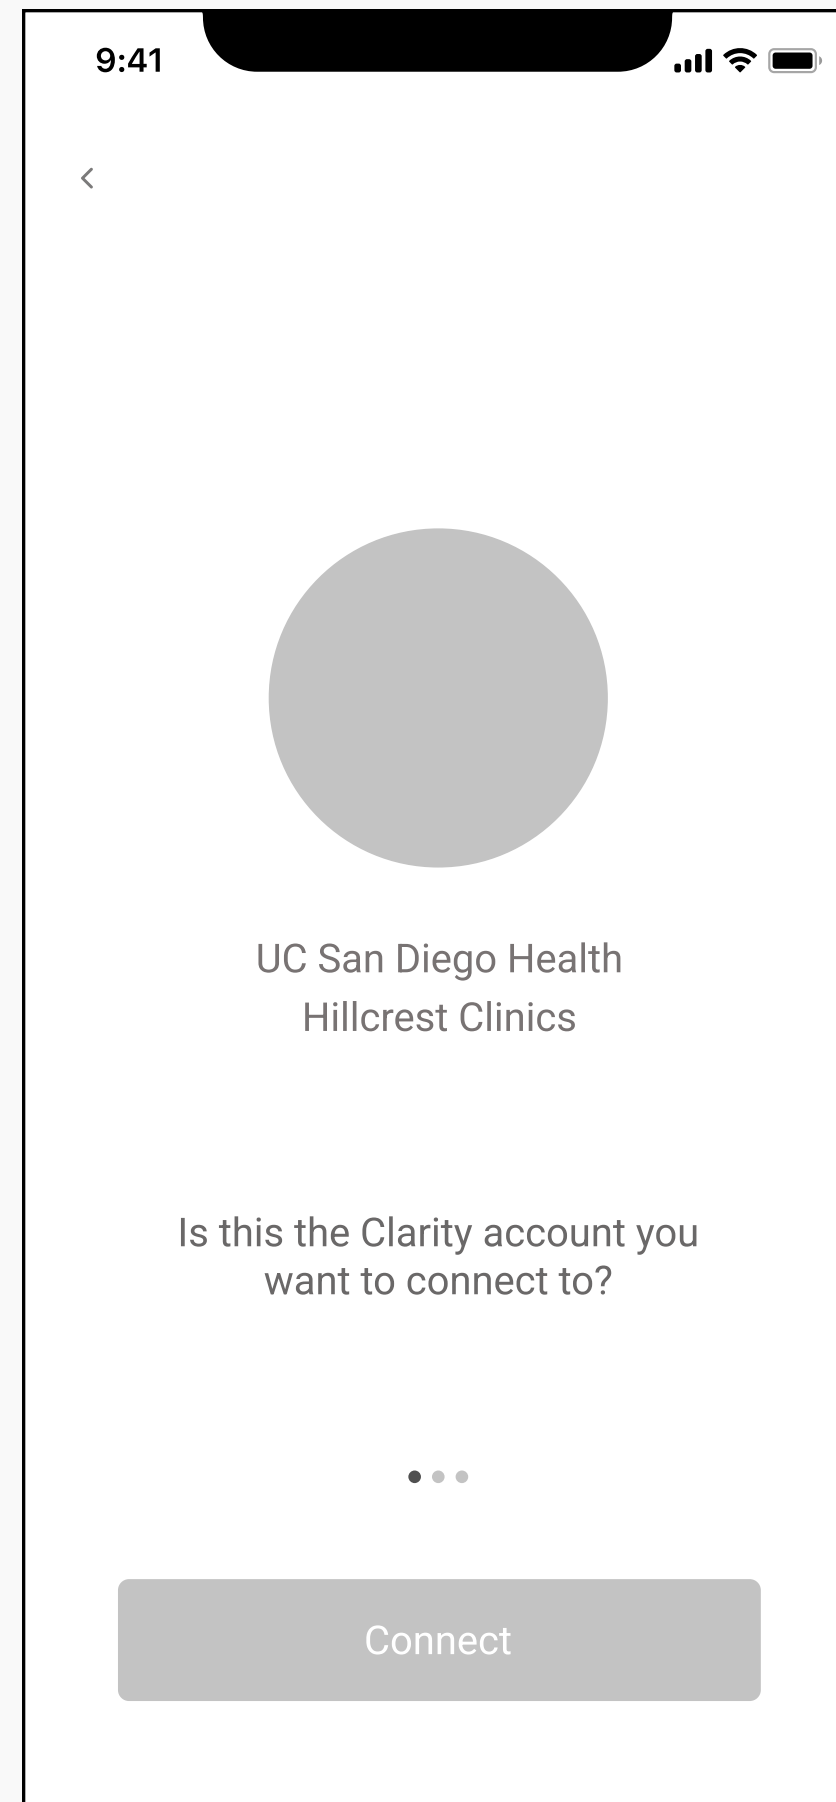 9:41
UC San Diego Health
Hillcrest Clinics
Is this the Clarity account you
want to connect to?
Connect